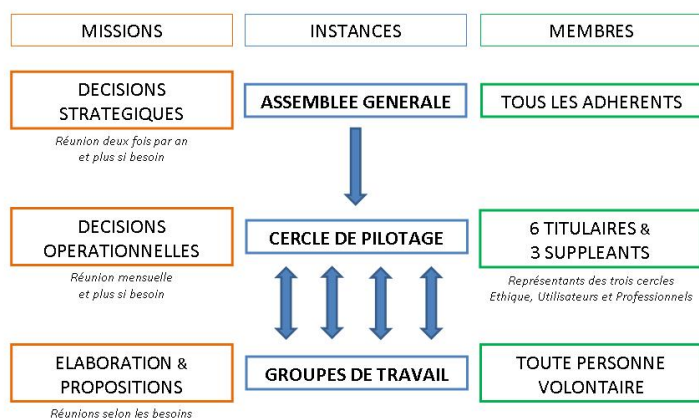 MISSIONS
INSTANCES
MEMBRES
DECISIONS
STRATEGIQUES
Réunion deux fois par an
et plus si besoin
ASSEMBLEE GENERALE
TOUS LES ADHERENTS
DECISIONS
OPERATIONNELLES
Réunion mensuelle
et plus si besoin
CERCLE DE PILOTAGE
6 TITULAIRES &
3 SUPPLEANTS
Représentants des trois cercles
Ethique, Utilisateurs et Professionnels
ELABORATION &
PROPOSITIONS
Réunions selon les besoins
GROUPES DE TRAVAIL
TOUTE PERSONNE
VOLONTAIRE